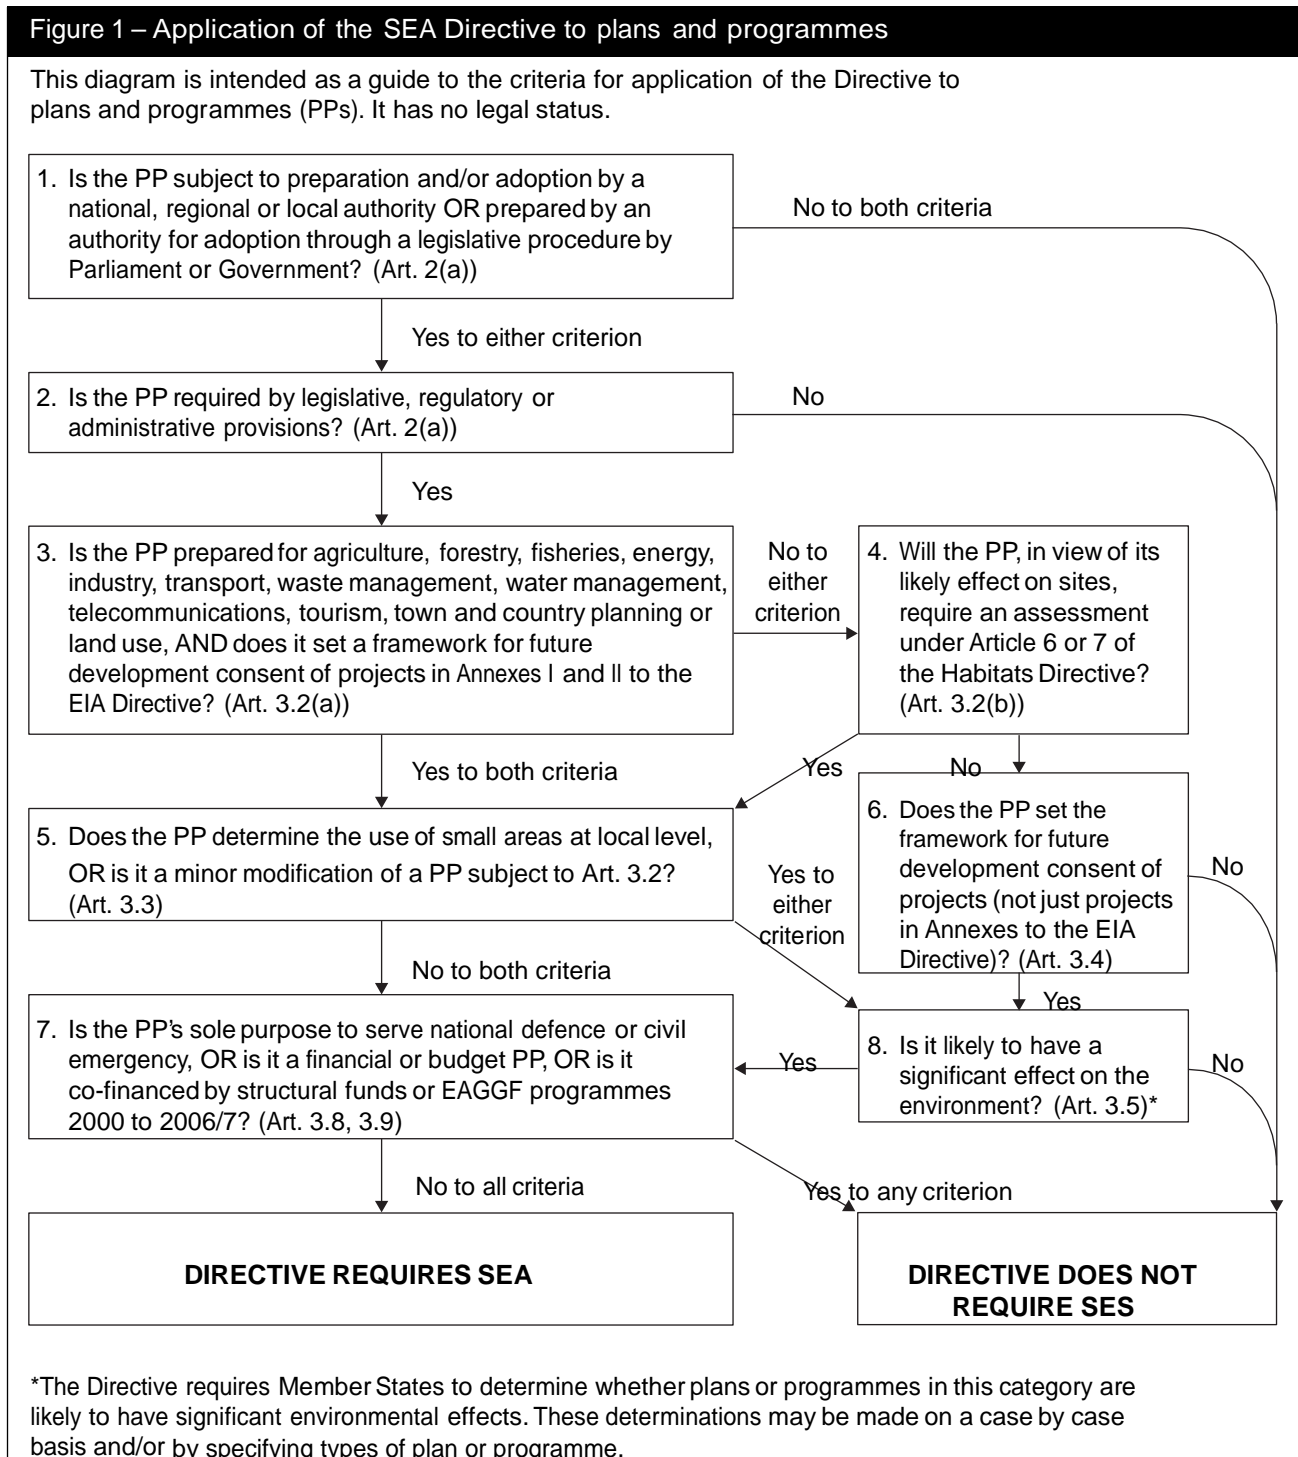 Figure 1 – Application of the SEA Directive to plans and programmes
This diagram is intended as a guide to the criteria for application of the Directive to
plans and programmes (PPs). It has no legal status.
1. Is the PP subject to preparation and/or adoption by a
national, regional or local authority OR prepared by an
authority for adoption through a legislative procedure by
Parliament or Government? (Art. 2(a))
No to both criteria
Yes to either criterion
2. Is the PP required by legislative, regulatory or
administrative provisions? (Art. 2(a))
No
Yes
3. Is the PP prepared for agriculture, forestry, fisheries, energy,
industry, transport, waste management, water management,
telecommunications, tourism, town and country planning or
land use, AND does it set a framework for future
development consent of projects in Annexes I and II to the
EIA Directive? (Art. 3.2(a))
No to
either
criterion
4. Will the PP, in view of its
likely effect on sites,
require an assessment
under Article 6 or 7 of
the Habitats Directive?
(Art. 3.2(b))
Yes to both criteria
Yes
No
5. Does the PP determine the use of small areas at local level,
OR is it a minor modification of a PP subject to Art. 3.2?
(Art. 3.3)
Yes to
either
criterion
6. Does the PP set the
framework for future
development consent of
projects (not just projects
in Annexes to the EIA
Directive)? (Art. 3.4)
No
No to both criteria
Yes
7. Is the PP's sole purpose to serve national defence or civil
emergency, OR is it a financial or budget PP, OR is it
co-financed by structural funds or EAGGF programmes
2000 to 2006/7? (Art. 3.8, 3.9)
Yes
8. Is it likely to have a
significant effect on the
environment? (Art. 3.5)*
No
No to all criteria
Yes to any criterion
DIRECTIVE REQUIRES SEA
DIRECTIVE DOES NOT
REQUIRE SES
*The Directive requires Member States to determine whether plans or programmes in this category are
likely to have significant environmental effects. These determinations may be made on a case by case
basis and/or by specifying types of plan or programme.